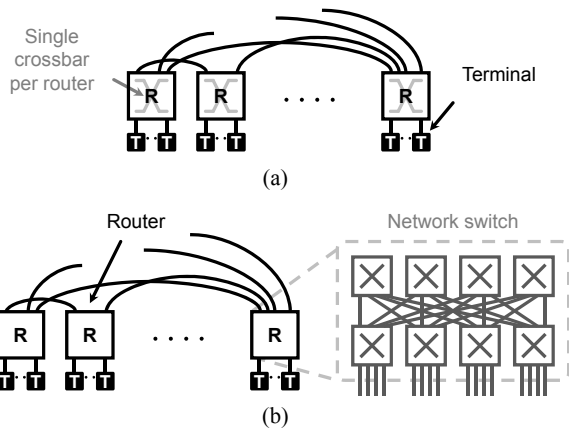 Single
crossbar
per router
Terminal
R R . . . . R
T ·· T T ·· T T ·· T
(a)
Router
Network switch
R R . . . . R
T ·· T T ·· T T ·· T
(b)